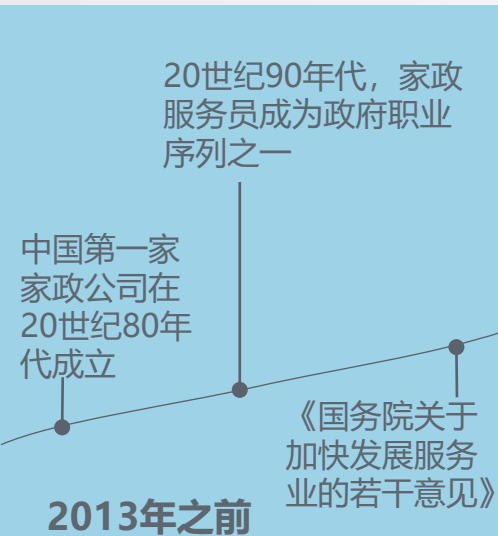 20世纪90年代，家政
服务员成为政府职业
序列之一
中国第一家
家政公司在
20世纪80年
代成立
《国务院关于
加快发展服务
业的若干意见》
2013年之前